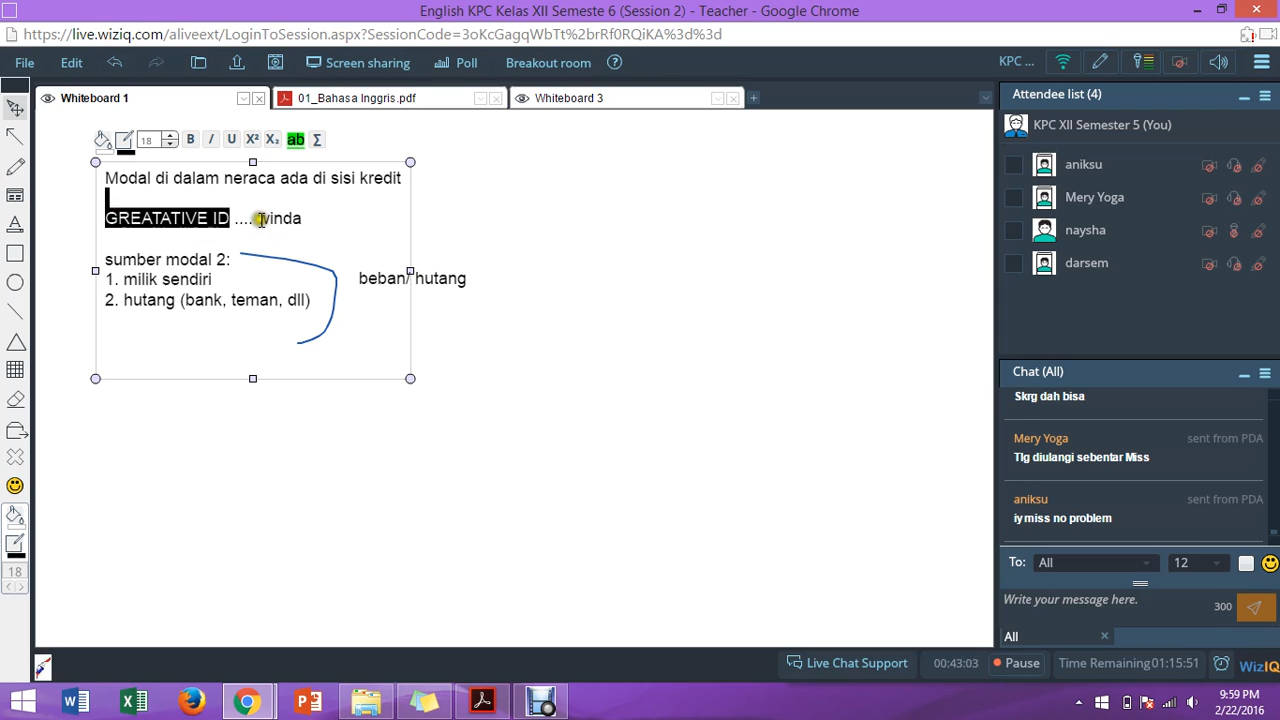 English KPC Kelas XII Semeste 6 (Session 2) - Teacher - Google Chrome
https://live.wiziq.com/aliveext/LoginToSession.aspx?SessionCode=3oKcGagqWbTt%2brRf0RQiKA%3d%3d
File Edit Screen sharing Poll Breakout room ? KPC ...
Whiteboard 1 01_Bahasa Inggris.pdf Whiteboard 3
Attendee list (4)
KPC XII Semester 5 (You)
aniksu
Mery Yoga
naysha
darsem
18 B I U X² X₂ ab Σ
Modal di dalam neraca ada di sisi kredit
GREATATIVE ID .... winda
sumber modal 2:
1. milik sendiri
2. hutang (bank, teman, dll)
beban/ hutang
18
Chat (All)
Skrg dah bisa
Mery Yoga sent from PDA
Tlg diulangi sebentar Miss
aniksu sent from PDA
iy miss no problem
To: All 12
Write your message here. 300
All
Live Chat Support 00:43:03 Pause Time Remaining 01:15:51 WizIQ
9:59 PM
2/22/2016